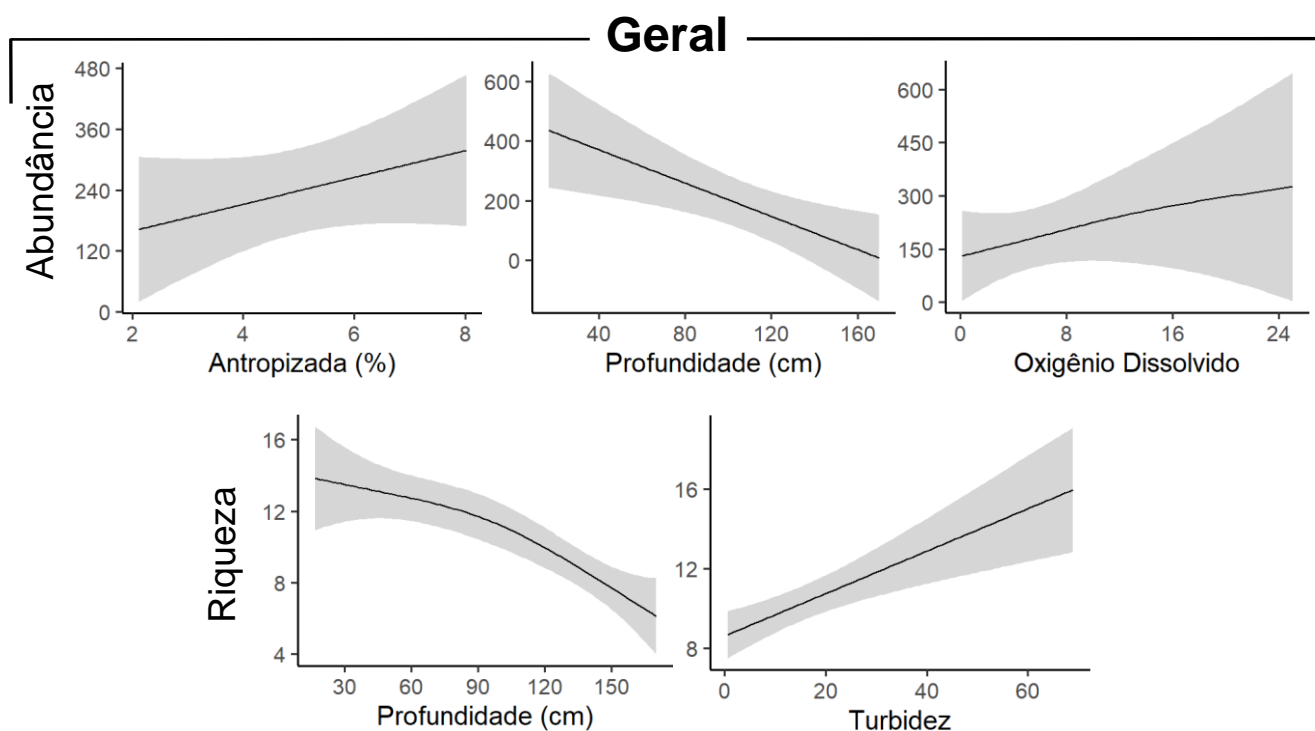 Geral
Abundância
480
360
240
120
0
2 4 6 8
Antropizada (%)
600
400
200
0
40 80 120 160
Profundidade (cm)
600
450
300
150
0
0 8 16 24
Oxigênio Dissolvido
Riqueza
16
12
8
4
30 60 90 120 150
Profundidade (cm)
16
12
8
0 20 40 60
Turbidez